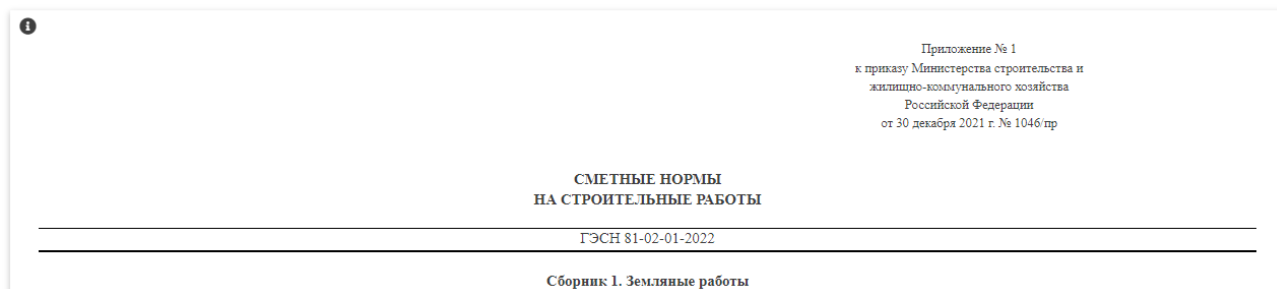 Приложение № 1
к приказу Министерства строительства и
жилищно-коммунального хозяйства
Российской Федерации
от 30 декабря 2021 г. № 1046/пр
СМЕТНЫЕ НОРМЫ
НА СТРОИТЕЛЬНЫЕ РАБОТЫ
ГЭСН 81-02-01-2022
Сборник 1. Земляные работы